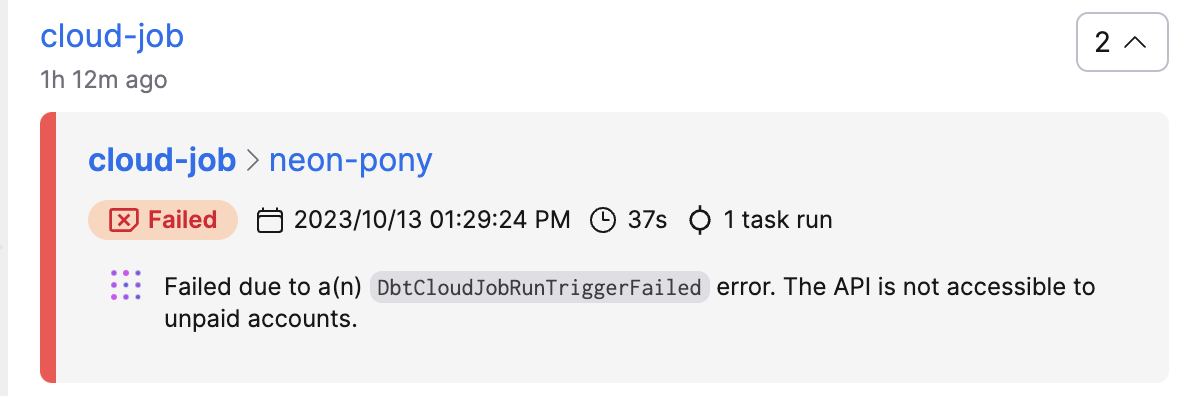 cloud-job
2
1h 12m ago
cloud-job > neon-pony
Failed 2023/10/13 01:29:24 PM 37s 1 task run
Failed due to a(n) DbtCloudJobRunTriggerFailed error. The API is not accessible to
unpaid accounts.